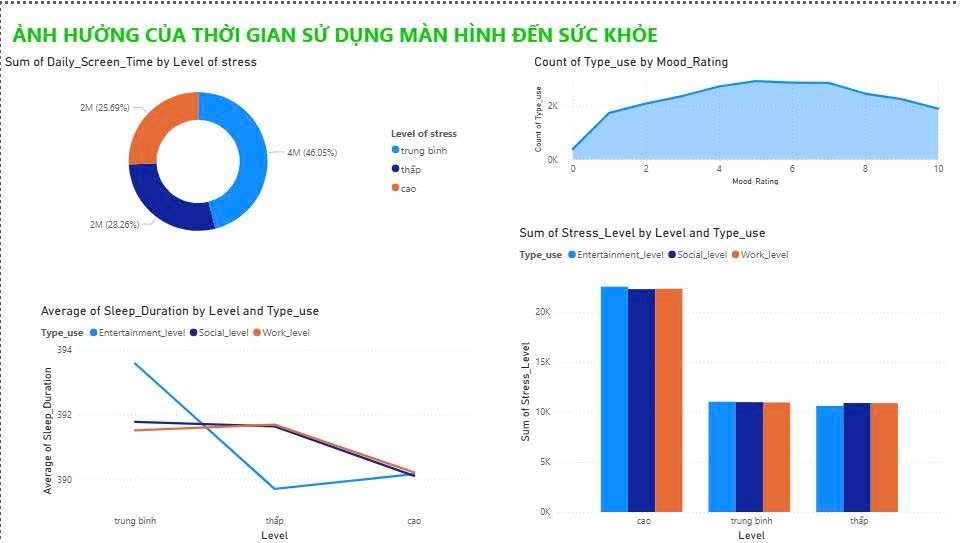 ẢNH HƯỞNG CỦA THỜI GIAN SỬ DỤNG MÀN HÌNH ĐẾN SỨC KHỎE
Sum of Daily_Screen_Time by Level of stress
2M (25.69%)
4M (46.05%)
2M (28.26%)
Level of stress
trung bình
thấp
cao
Count of Type_use by Mood_Rating
Count of Type_use
2K
0K
0
2
4
6
8
10
Mood_Rating
Average of Sleep_Duration by Level and Type_use
Type_use Entertainment_level Social_level Work_level
Average of Sleep_Duration
394
392
390
trung bình
thấp
cao
Level
Sum of Stress_Level by Level and Type_use
Type_use Entertainment_level Social_level Work_level
Sum of Stress_Level
20K
15K
10K
5K
0K
cao
trung bình
thấp
Level